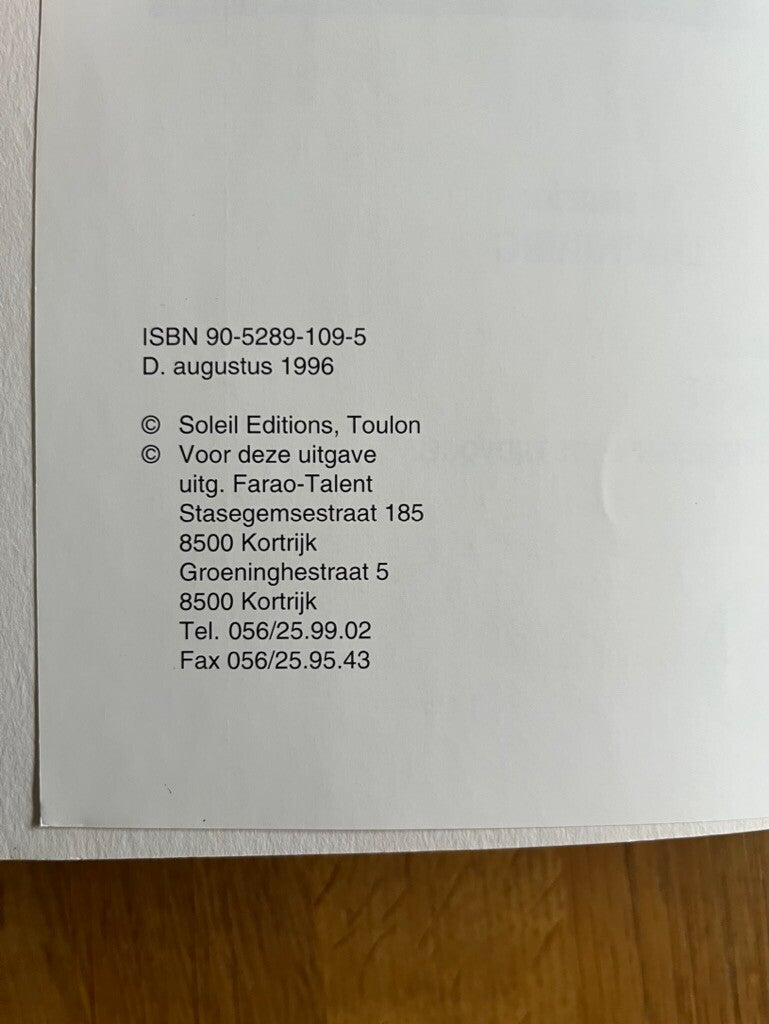 ISBN 90-5289-109-5
D. augustus 1996
© Soleil Editions, Toulon
© Voor deze uitgave
uitg. Farao-Talent
Stasegemsestraat 185
8500 Kortrijk
Groeninghestraat 5
8500 Kortrijk
Tel. 056/25.99.02
Fax 056/25.95.43